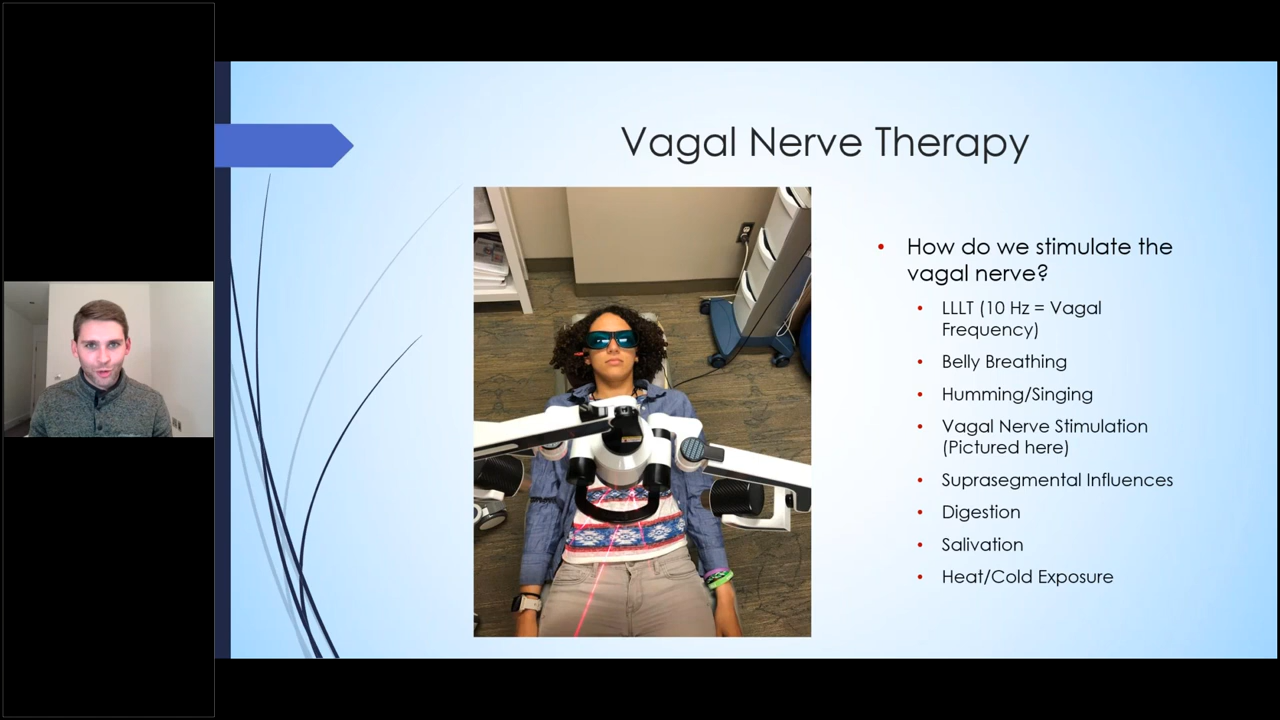 Vagal Nerve Therapy
• How do we stimulate the
vagal nerve?
• LLLT (10 Hz = Vagal
Frequency)
• Belly Breathing
• Humming/Singing
• Vagal Nerve Stimulation
(Pictured here)
• Suprasegmental Influences
• Digestion
• Salivation
• Heat/Cold Exposure